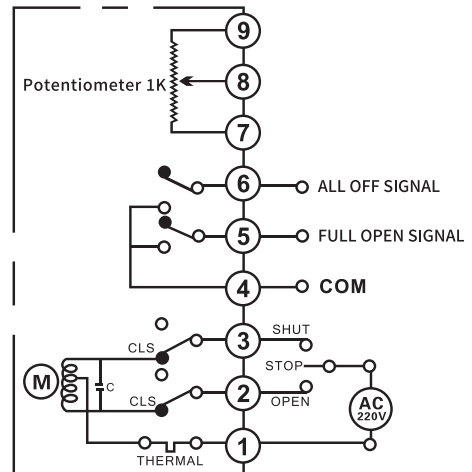 9
Potentiometer 1K
8
7
6
ALL OFF SIGNAL
5
FULL OPEN SIGNAL
4
COM
3
SHUT
CLS
STOP
M
C
2
OPEN
CLS
AC
220V
1
THERMAL